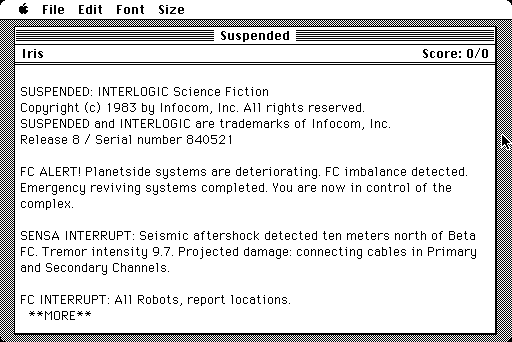 File Edit Font Size
Suspended
Iris Score: 0/0
SUSPENDED: INTERLOGIC Science Fiction
Copyright (c) 1983 by Infocom, Inc. All rights reserved.
SUSPENDED and INTERLOGIC are trademarks of Infocom, Inc.
Release 8 / Serial number 840521
FC ALERT! Planetside systems are deteriorating. FC imbalance detected.
Emergency reviving systems completed. You are now in control of the
complex.
SENSA INTERRUPT: Seismic aftershock detected ten meters north of Beta
FC. Tremor intensity 9.7. Projected damage: connecting cables in Primary
and Secondary Channels.
FC INTERRUPT: All Robots, report locations.
**MORE**